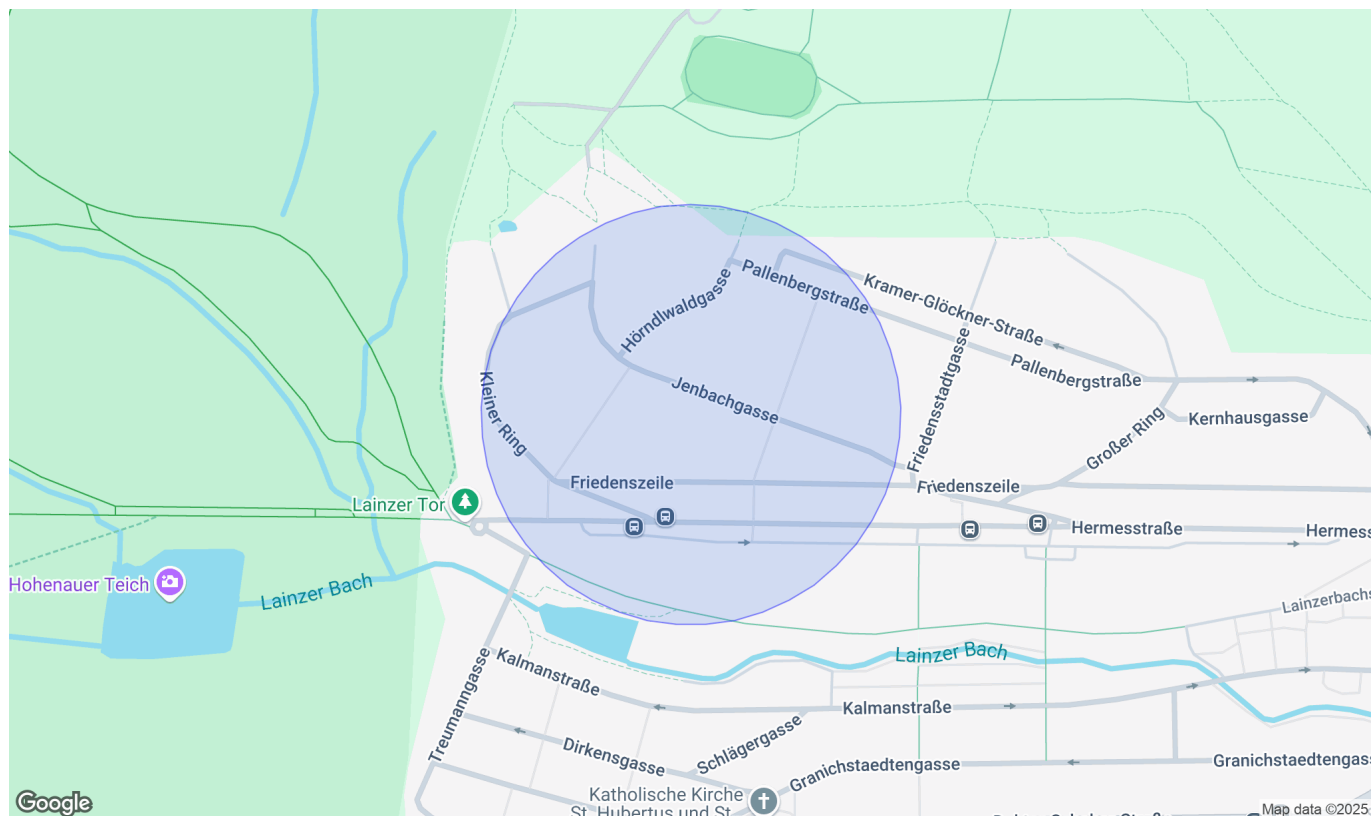 Pallenbergstraße
Kramer-Glöckner-Straße
Hörndlwaldgasse
Pallenbergstraße
Friedensstadtgasse
Kleiner Ring
Jenbachgasse
Großer Ring
Kernhausgasse
Friedenszeile
Friedenszeile
Lainzer Tor
Hermesstraße
Hermess
Hohenauer Teich
Lainzer Bach
Lainzerbachs
Lainzer Bach
Treumanngasse
Kalmanstraße
Kalmanstraße
Schlägergasse
Dirkensgasse
Granichstaedtengasse
Granichstaedtengass
Katholische Kirche
St. Hubertus und St.
Google
Map data ©2025